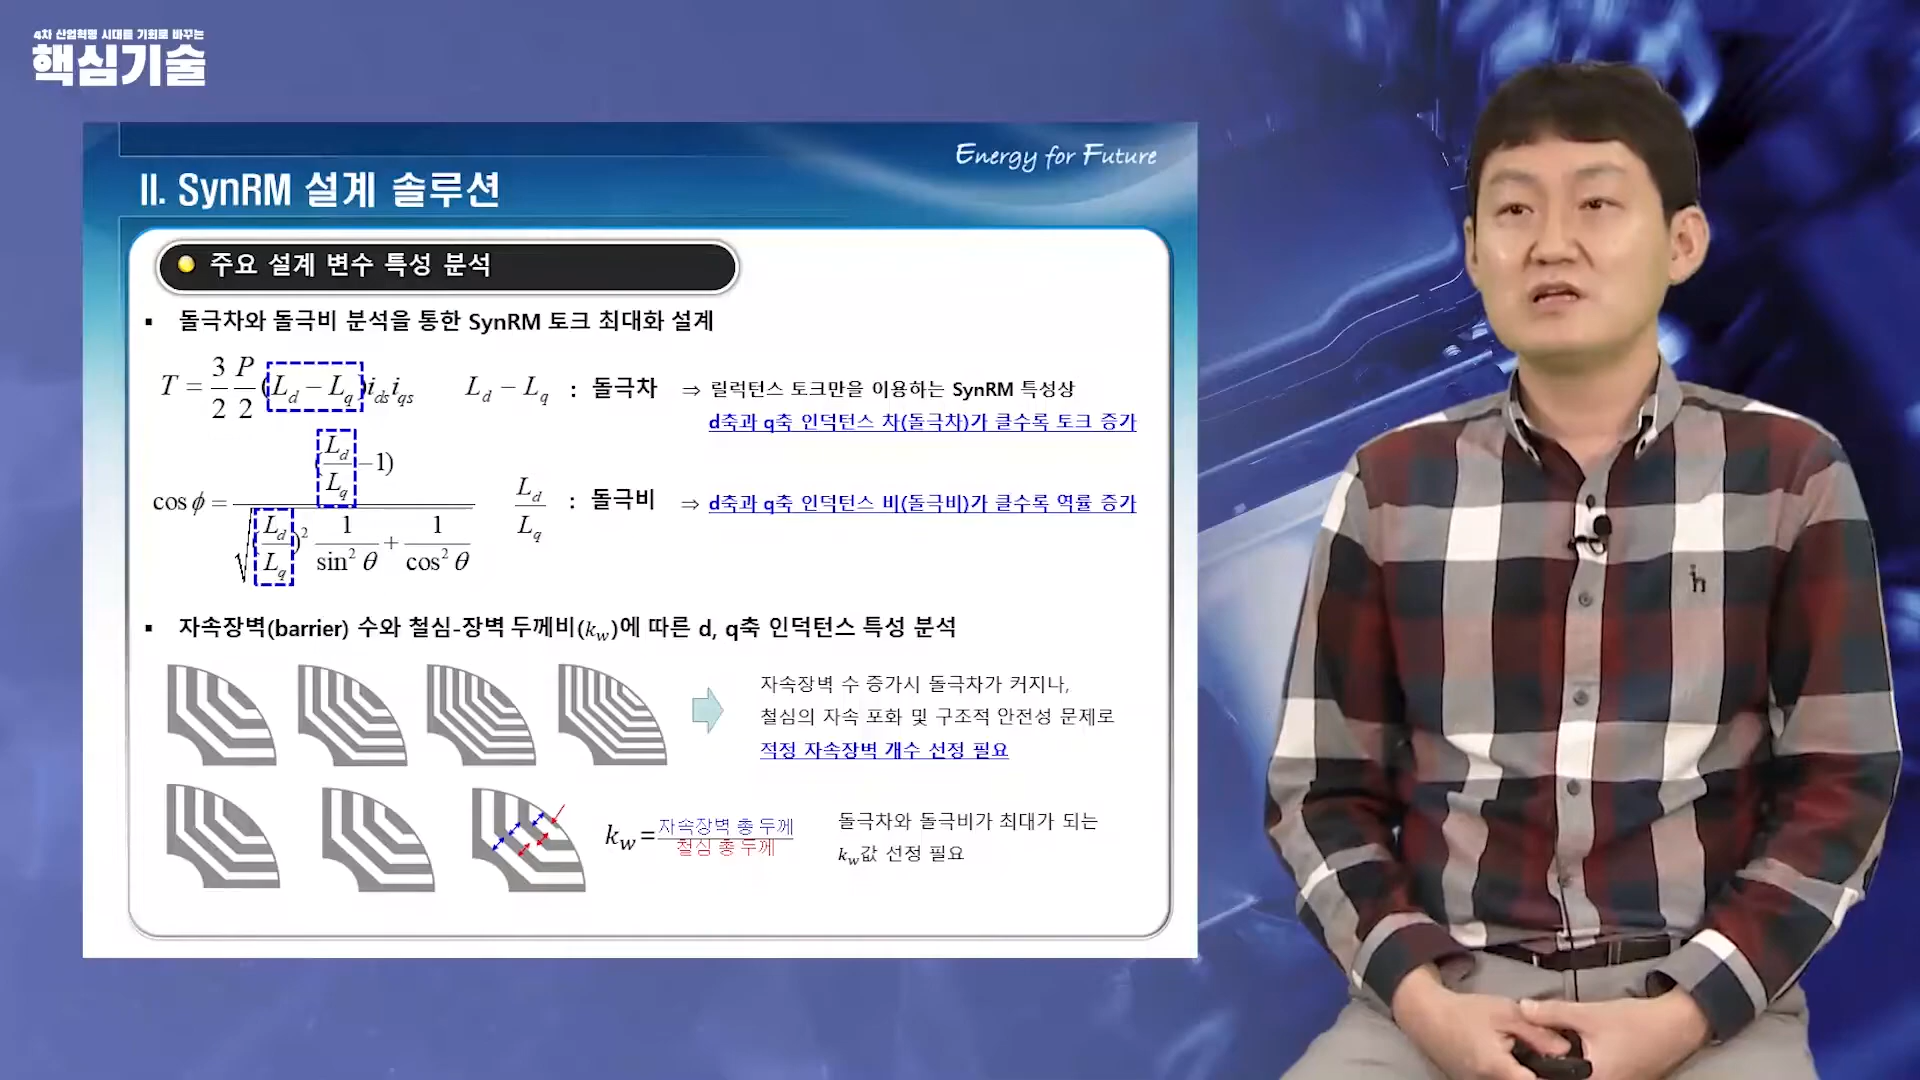 4차 산업혁명 시대를 기회로 바꾸는
핵심기술
Energy for Future
II. SynRM 설계 솔루션
주요 설계 변수 특성 분석
▪ 돌극차와 돌극비 분석을 통한 SynRM 토크 최대화 설계
T = 3/2 P/2 (L_d − L_q) i_ds i_qs
L_d − L_q : 돌극차 ⇒ 릴럭턴스 토크만을 이용하는 SynRM 특성상
d축과 q축 인덕턴스 차(돌극차)가 클수록 토크 증가
cos ϕ = (L_d/L_q − 1) / √((L_d/L_q)² 1/sin² θ + 1/cos² θ)
L_d/L_q : 돌극비 ⇒ d축과 q축 인덕턴스 비(돌극비)가 클수록 역률 증가
▪ 자속장벽(barrier) 수와 철심-장벽 두께비(k_w)에 따른 d, q축 인덕턴스 특성 분석
자속장벽 수 증가시 돌극차가 커지나,
철심의 자속 포화 및 구조적 안전성 문제로
적정 자속장벽 개수 선정 필요
k_w = 자속장벽 총 두께 / 철심 총 두께
돌극차와 돌극비가 최대가 되는
k_w값 선정 필요